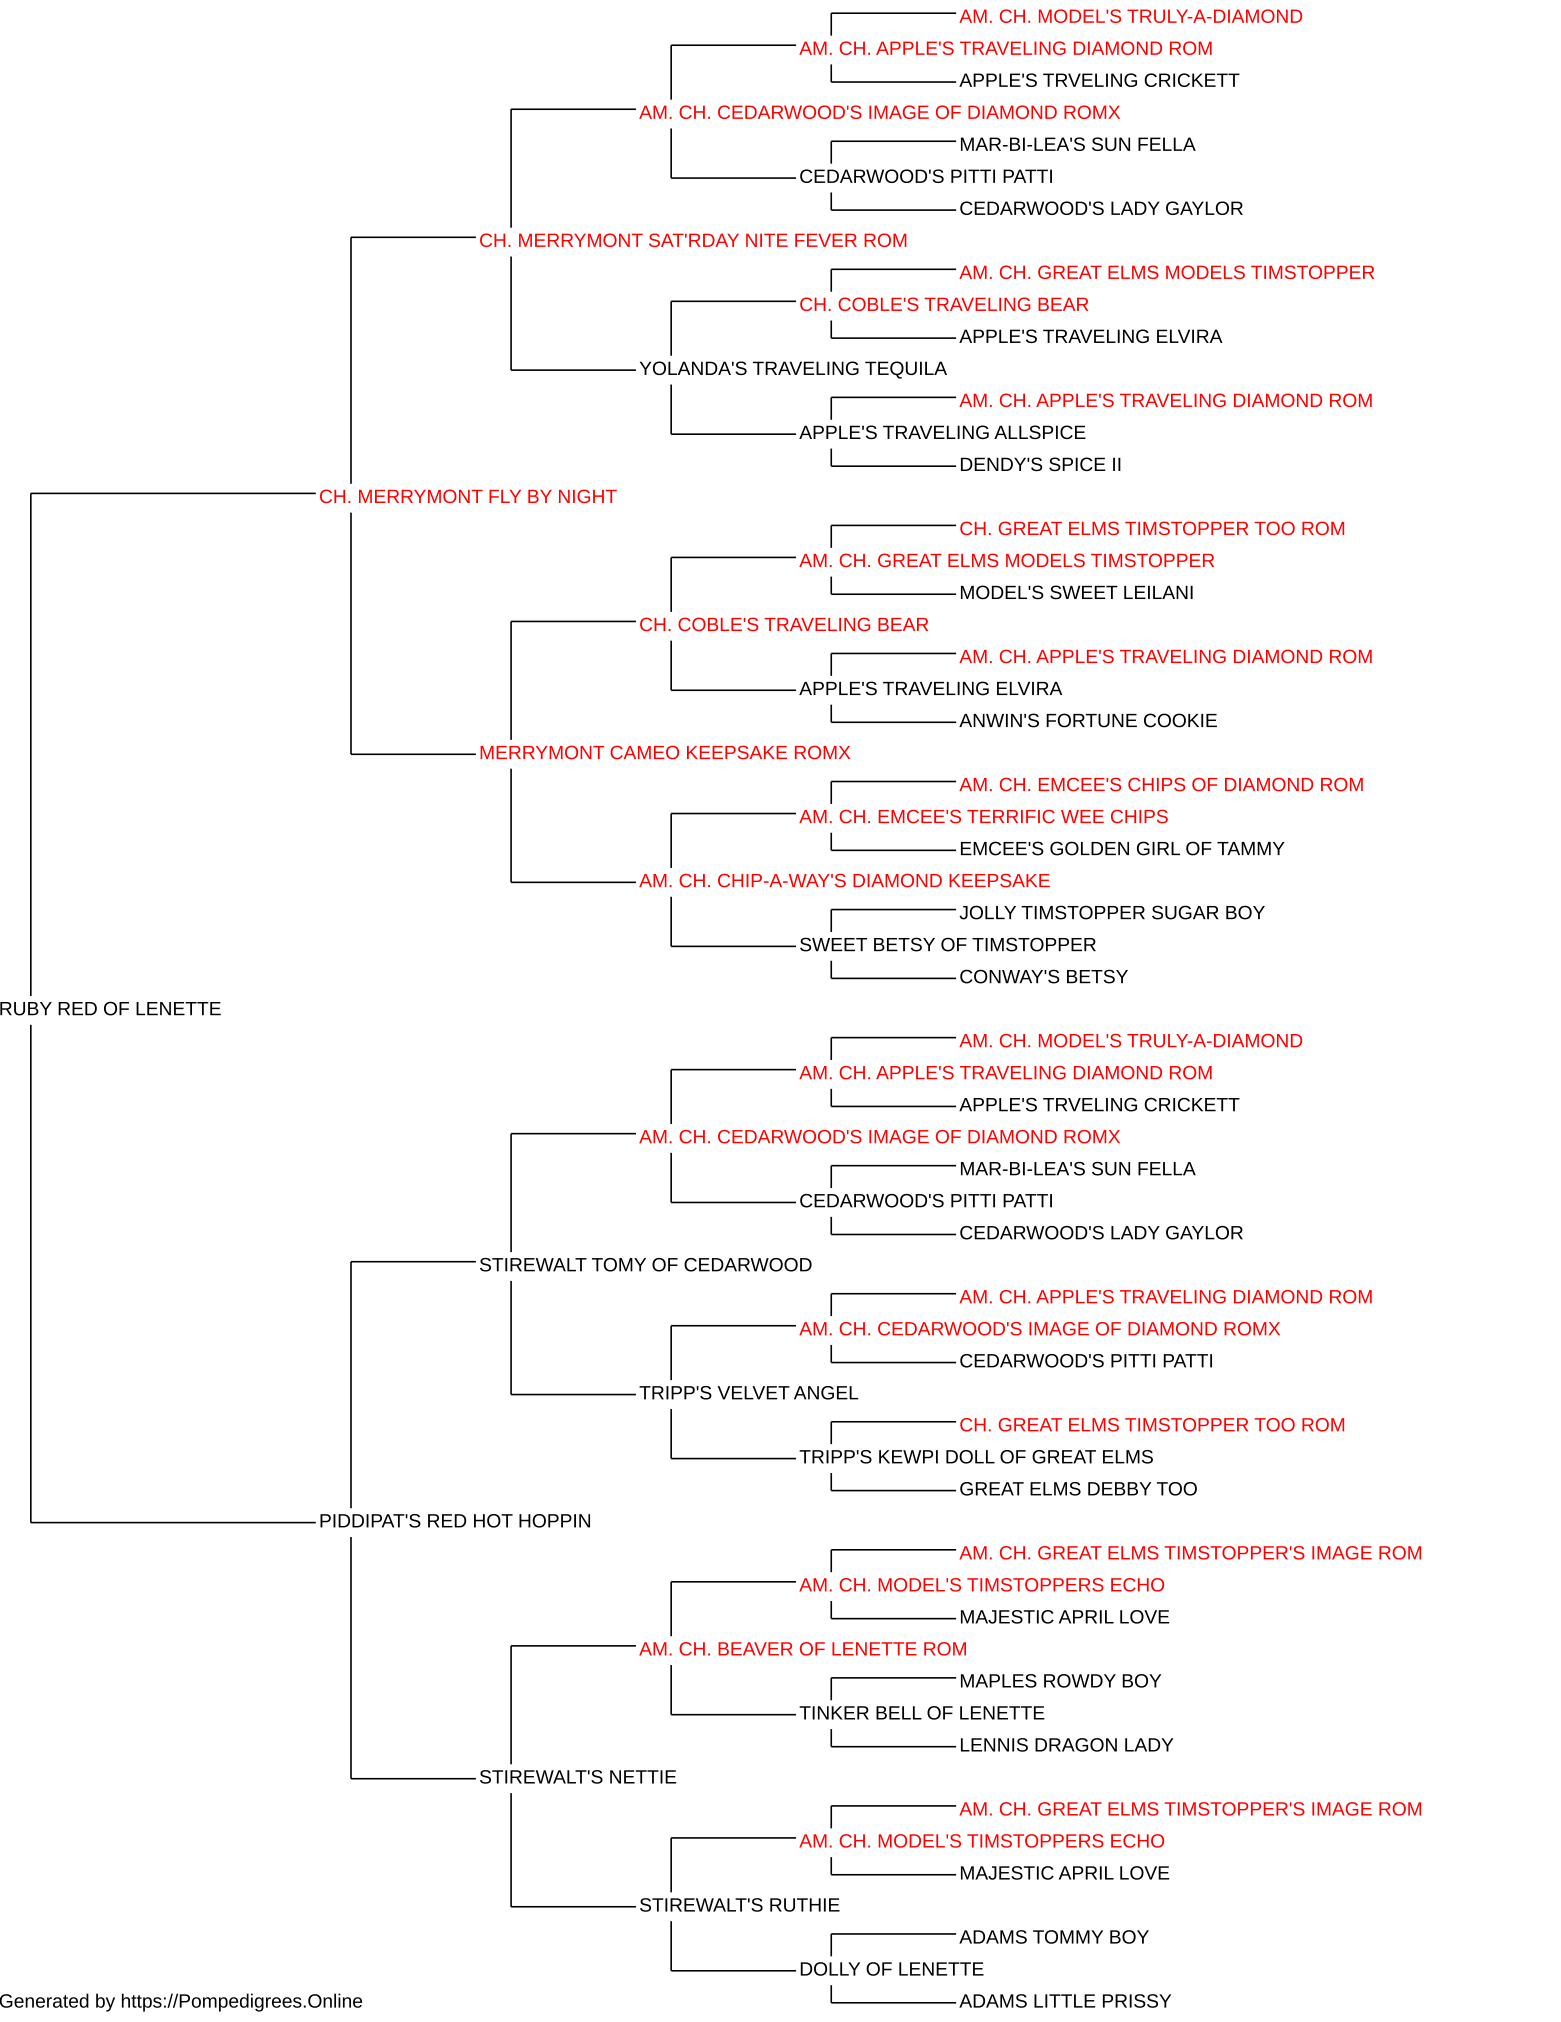 AM. CH. MODEL'S TRULY-A-DIAMOND
AM. CH. APPLE'S TRAVELING DIAMOND ROM
APPLE'S TRVELING CRICKETT
AM. CH. CEDARWOOD'S IMAGE OF DIAMOND ROMX
MAR-BI-LEA'S SUN FELLA
CEDARWOOD'S PITTI PATTI
CEDARWOOD'S LADY GAYLOR
CH. MERRYMONT SAT'RDAY NITE FEVER ROM
AM. CH. GREAT ELMS MODELS TIMSTOPPER
CH. COBLE'S TRAVELING BEAR
APPLE'S TRAVELING ELVIRA
YOLANDA'S TRAVELING TEQUILA
AM. CH. APPLE'S TRAVELING DIAMOND ROM
APPLE'S TRAVELING ALLSPICE
DENDY'S SPICE II
CH. MERRYMONT FLY BY NIGHT
CH. GREAT ELMS TIMSTOPPER TOO ROM
AM. CH. GREAT ELMS MODELS TIMSTOPPER
MODEL'S SWEET LEILANI
CH. COBLE'S TRAVELING BEAR
AM. CH. APPLE'S TRAVELING DIAMOND ROM
APPLE'S TRAVELING ELVIRA
ANWIN'S FORTUNE COOKIE
MERRYMONT CAMEO KEEPSAKE ROMX
AM. CH. EMCEE'S CHIPS OF DIAMOND ROM
AM. CH. EMCEE'S TERRIFIC WEE CHIPS
EMCEE'S GOLDEN GIRL OF TAMMY
AM. CH. CHIP-A-WAY'S DIAMOND KEEPSAKE
JOLLY TIMSTOPPER SUGAR BOY
SWEET BETSY OF TIMSTOPPER
CONWAY'S BETSY
RUBY RED OF LENETTE
AM. CH. MODEL'S TRULY-A-DIAMOND
AM. CH. APPLE'S TRAVELING DIAMOND ROM
APPLE'S TRVELING CRICKETT
AM. CH. CEDARWOOD'S IMAGE OF DIAMOND ROMX
MAR-BI-LEA'S SUN FELLA
CEDARWOOD'S PITTI PATTI
CEDARWOOD'S LADY GAYLOR
STIREWALT TOMY OF CEDARWOOD
AM. CH. APPLE'S TRAVELING DIAMOND ROM
AM. CH. CEDARWOOD'S IMAGE OF DIAMOND ROMX
CEDARWOOD'S PITTI PATTI
TRIPP'S VELVET ANGEL
CH. GREAT ELMS TIMSTOPPER TOO ROM
TRIPP'S KEWPI DOLL OF GREAT ELMS
GREAT ELMS DEBBY TOO
PIDDIPAT'S RED HOT HOPPIN
AM. CH. GREAT ELMS TIMSTOPPER'S IMAGE ROM
AM. CH. MODEL'S TIMSTOPPERS ECHO
MAJESTIC APRIL LOVE
AM. CH. BEAVER OF LENETTE ROM
MAPLES ROWDY BOY
TINKER BELL OF LENETTE
LENNIS DRAGON LADY
STIREWALT'S NETTIE
AM. CH. GREAT ELMS TIMSTOPPER'S IMAGE ROM
AM. CH. MODEL'S TIMSTOPPERS ECHO
MAJESTIC APRIL LOVE
STIREWALT'S RUTHIE
ADAMS TOMMY BOY
DOLLY OF LENETTE
ADAMS LITTLE PRISSY
Generated by https://Pompedigrees.Online